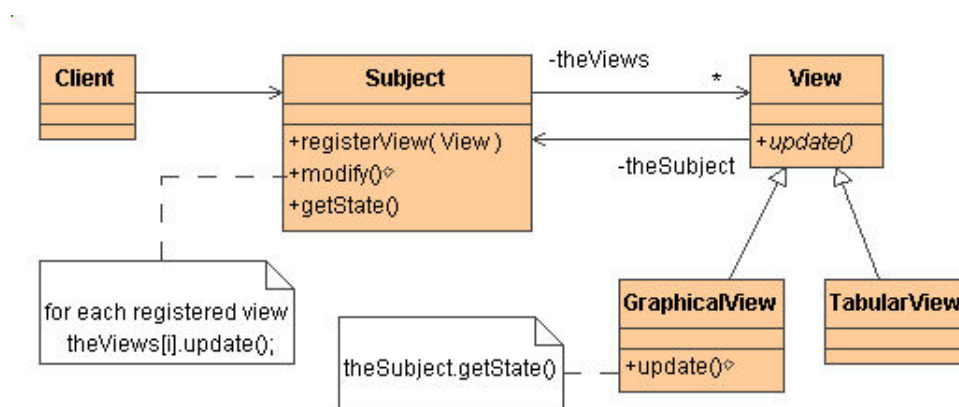 Client
Subject
+registerView( View )
+modify()
+getState()
-theViews
*
-theSubject
View
+update()
for each registered view
theViews[i].update();
theSubject.getState()
GraphicalView
+update()
TabularView